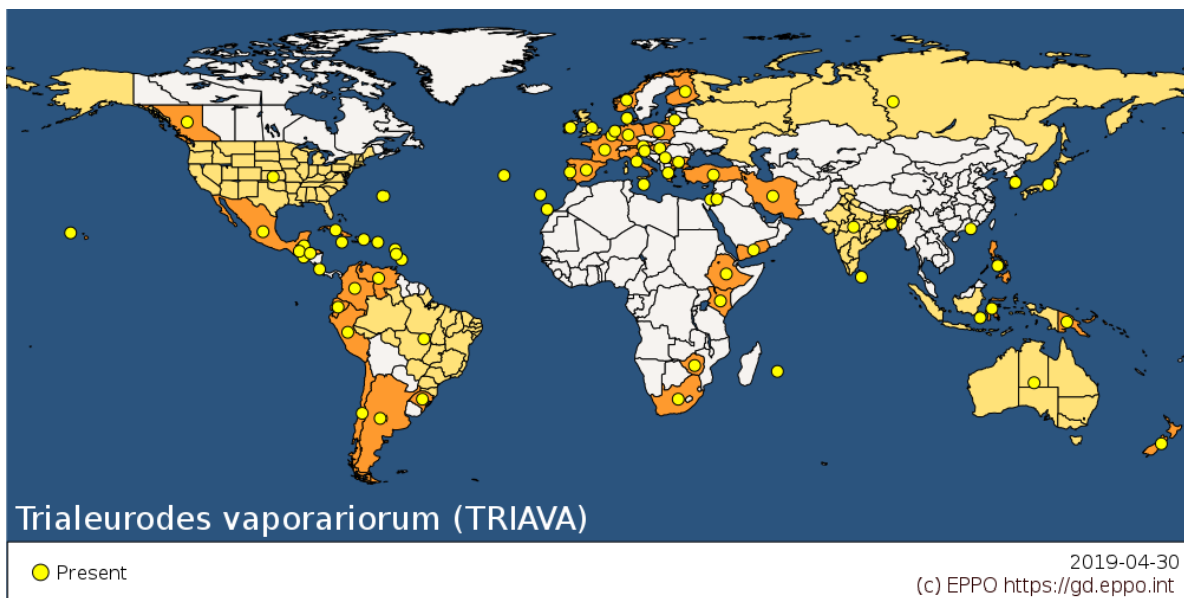 Trialeurodes vaporariorum (TRIAVA)
Present
2019-04-30
(c) EPPO https://gd.eppo.int